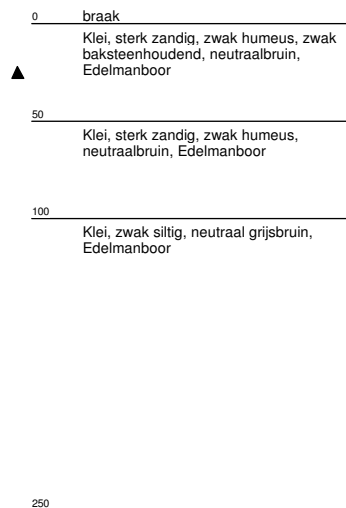 0 braak
Klei, sterk zandig, zwak humeus, zwak
baksteenhoudend, neutraalbruin,
Edelmanboor
50
Klei, sterk zandig, zwak humeus,
neutraalbruin, Edelmanboor
100
Klei, zwak siltig, neutraal grijsbruin,
Edelmanboor
250